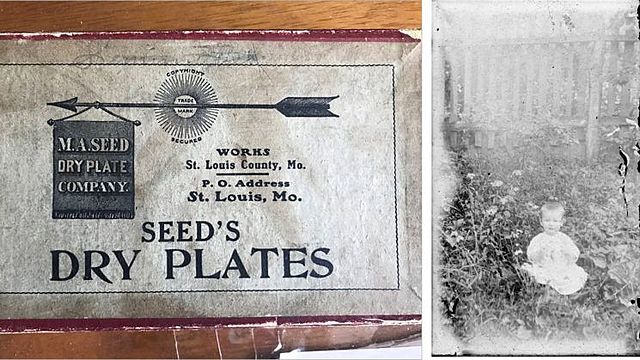 COPYRIGHT
TRADE
MARK
SECURED
M.A. SEED
DRY PLATE
COMPANY.
WORKS
St. Louis County, Mo.
P. O. Address
St. Louis, Mo.
SEED'S
DRY PLATES